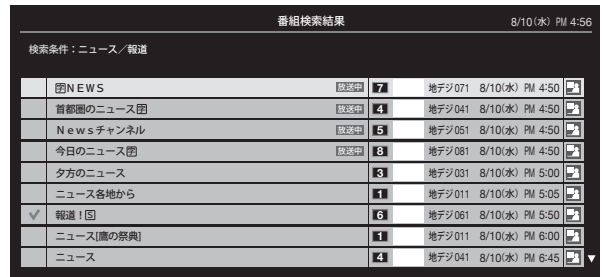 番組検索結果 8/10(水) PM 4:56
検索条件：ニュース／報道
字NEWS 放送中 7 地デジ071 8/10(水) PM 4:50
首都圏のニュース字 放送中 4 地デジ041 8/10(水) PM 4:50
Newsチャンネル 放送中 5 地デジ051 8/10(水) PM 4:50
今日のニュース字 放送中 8 地デジ081 8/10(水) PM 4:50
夕方のニュース 3 地デジ031 8/10(水) PM 5:00
ニュース各地から 1 地デジ011 8/10(水) PM 5:05
報道！S 6 地デジ061 8/10(水) PM 5:50
ニュース[鷹の祭典] 1 地デジ011 8/10(水) PM 6:00
ニュース 4 地デジ041 8/10(水) PM 6:45